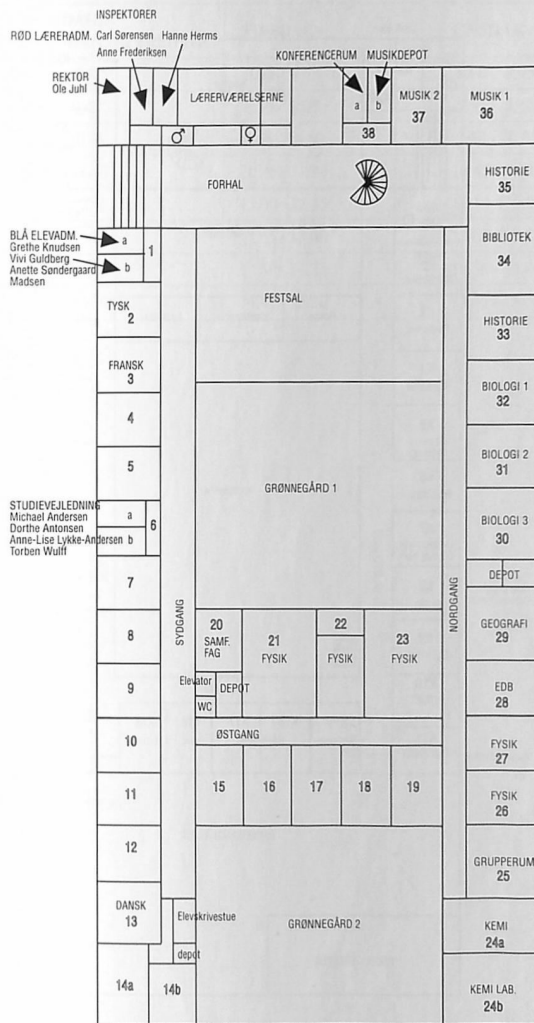 INSPEKTORER
RØD LÆRERADM. Carl Sørensen Hanne Herms
Anne Frederiksen
REKTOR
Ole Juhl
LÆRERVÆRELSERNE
KONFERENCERUM MUSIKDEPOT
a b
38
MUSIK 2
37
MUSIK 1
36
♂ ♀
FORHAL
HISTORIE
35
BLÅ ELEVADM.
Grethe Knudsen
Vivi Guldberg
Anette Søndergaard
Madsen
a
b
1
BIBLIOTEK
34
TYSK
2
FESTSAL
HISTORIE
33
FRANSK
3
BIOLOGI 1
32
4
5
BIOLOGI 2
31
GRØNNEGÅRD 1
STUDIEVEJLEDNING
Michael Andersen
Dorthe Antonsen
Anne-Lise Lykke-Andersen
Torben Wulff
a
b
6
BIOLOGI 3
30
7
DEPOT
SYDGANG
NORDGANG
8
20
SAMF.
FAG
21
FYSIK
22
FYSIK
23
FYSIK
GEOGRAFI
29
9
Elevator
DEPOT
WC
EDB
28
10
ØSTGANG
FYSIK
27
11
15 16 17 18 19
FYSIK
26
12
GRUPPERUM
25
DANSK
13
Elevskrivestue
GRØNNEGÅRD 2
KEMI
24a
depot
14a
14b
KEMI LAB.
24b